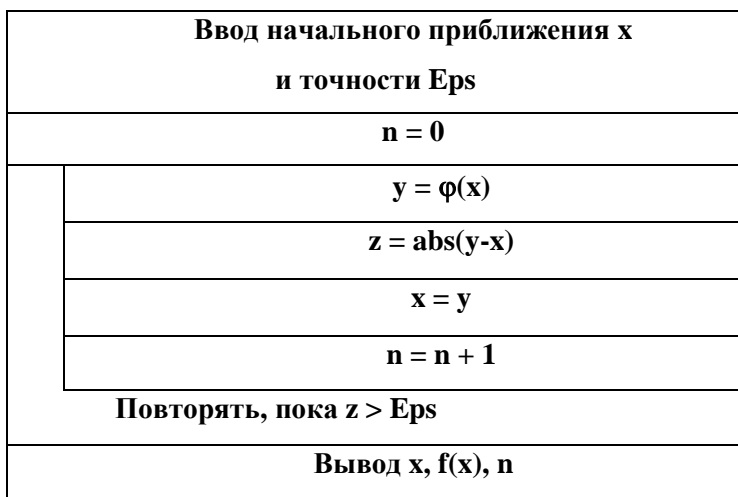 Ввод начального приближения x
и точности Eps
n = 0
y = φ(x)
z = abs(y-x)
x = y
n = n + 1
Повторять, пока z > Eps
Вывод x, f(x), n